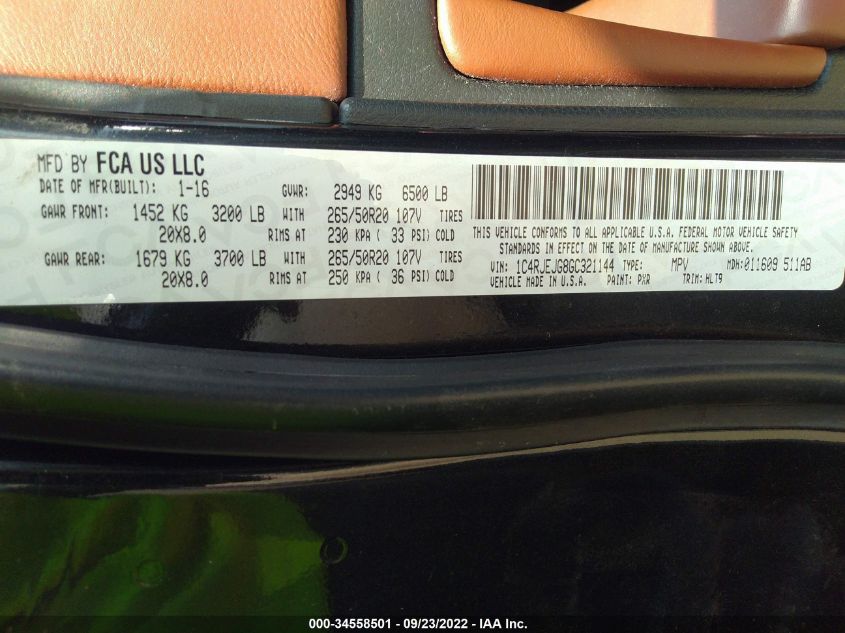 MFD BY FCA US LLC
DATE OF MFR(BUILT): 1-16 GVWR: 2949 KG 6500 LB
GAWR FRONT: 1452 KG 3200 LB WITH 265/50R20 107V TIRES
20X8.0 RIMS AT 230 KPA ( 33 PSI) COLD
GAWR REAR: 1679 KG 3700 LB WITH 265/50R20 107V TIRES
20X8.0 RIMS AT 250 KPA ( 36 PSI) COLD
THIS VEHICLE CONFORMS TO ALL APPLICABLE U.S.A. FEDERAL MOTOR VEHICLE SAFETY
STANDARDS IN EFFECT ON THE DATE OF MANUFACTURE SHOWN ABOVE.
VIN: 1C4RJEJG8GC321144 TYPE: MPV MDH:011609 511AB
VEHICLE MADE IN U.S.A. PAINT: PXR TRIM: HLT9
000-34558501 - 09/23/2022 - IAA Inc.